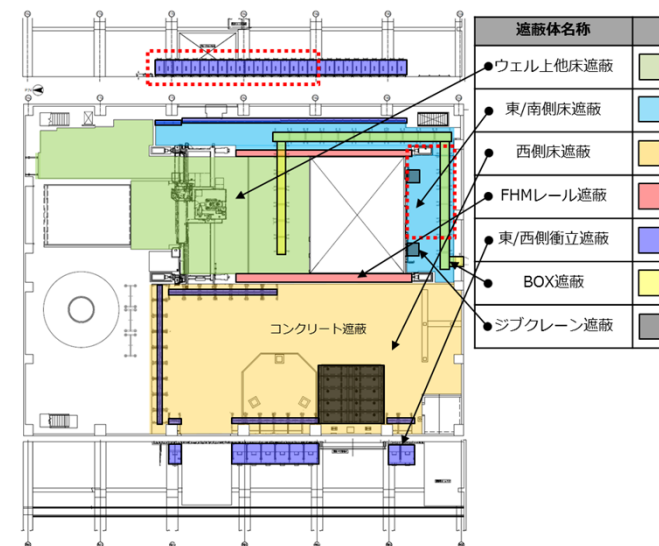 遮蔽体名称
ウェル上他床遮蔽
東/南側床遮蔽
西側床遮蔽
FHMレール遮蔽
東/西側衝立遮蔽
BOX遮蔽
ジブクレーン遮蔽
コンクリート遮蔽